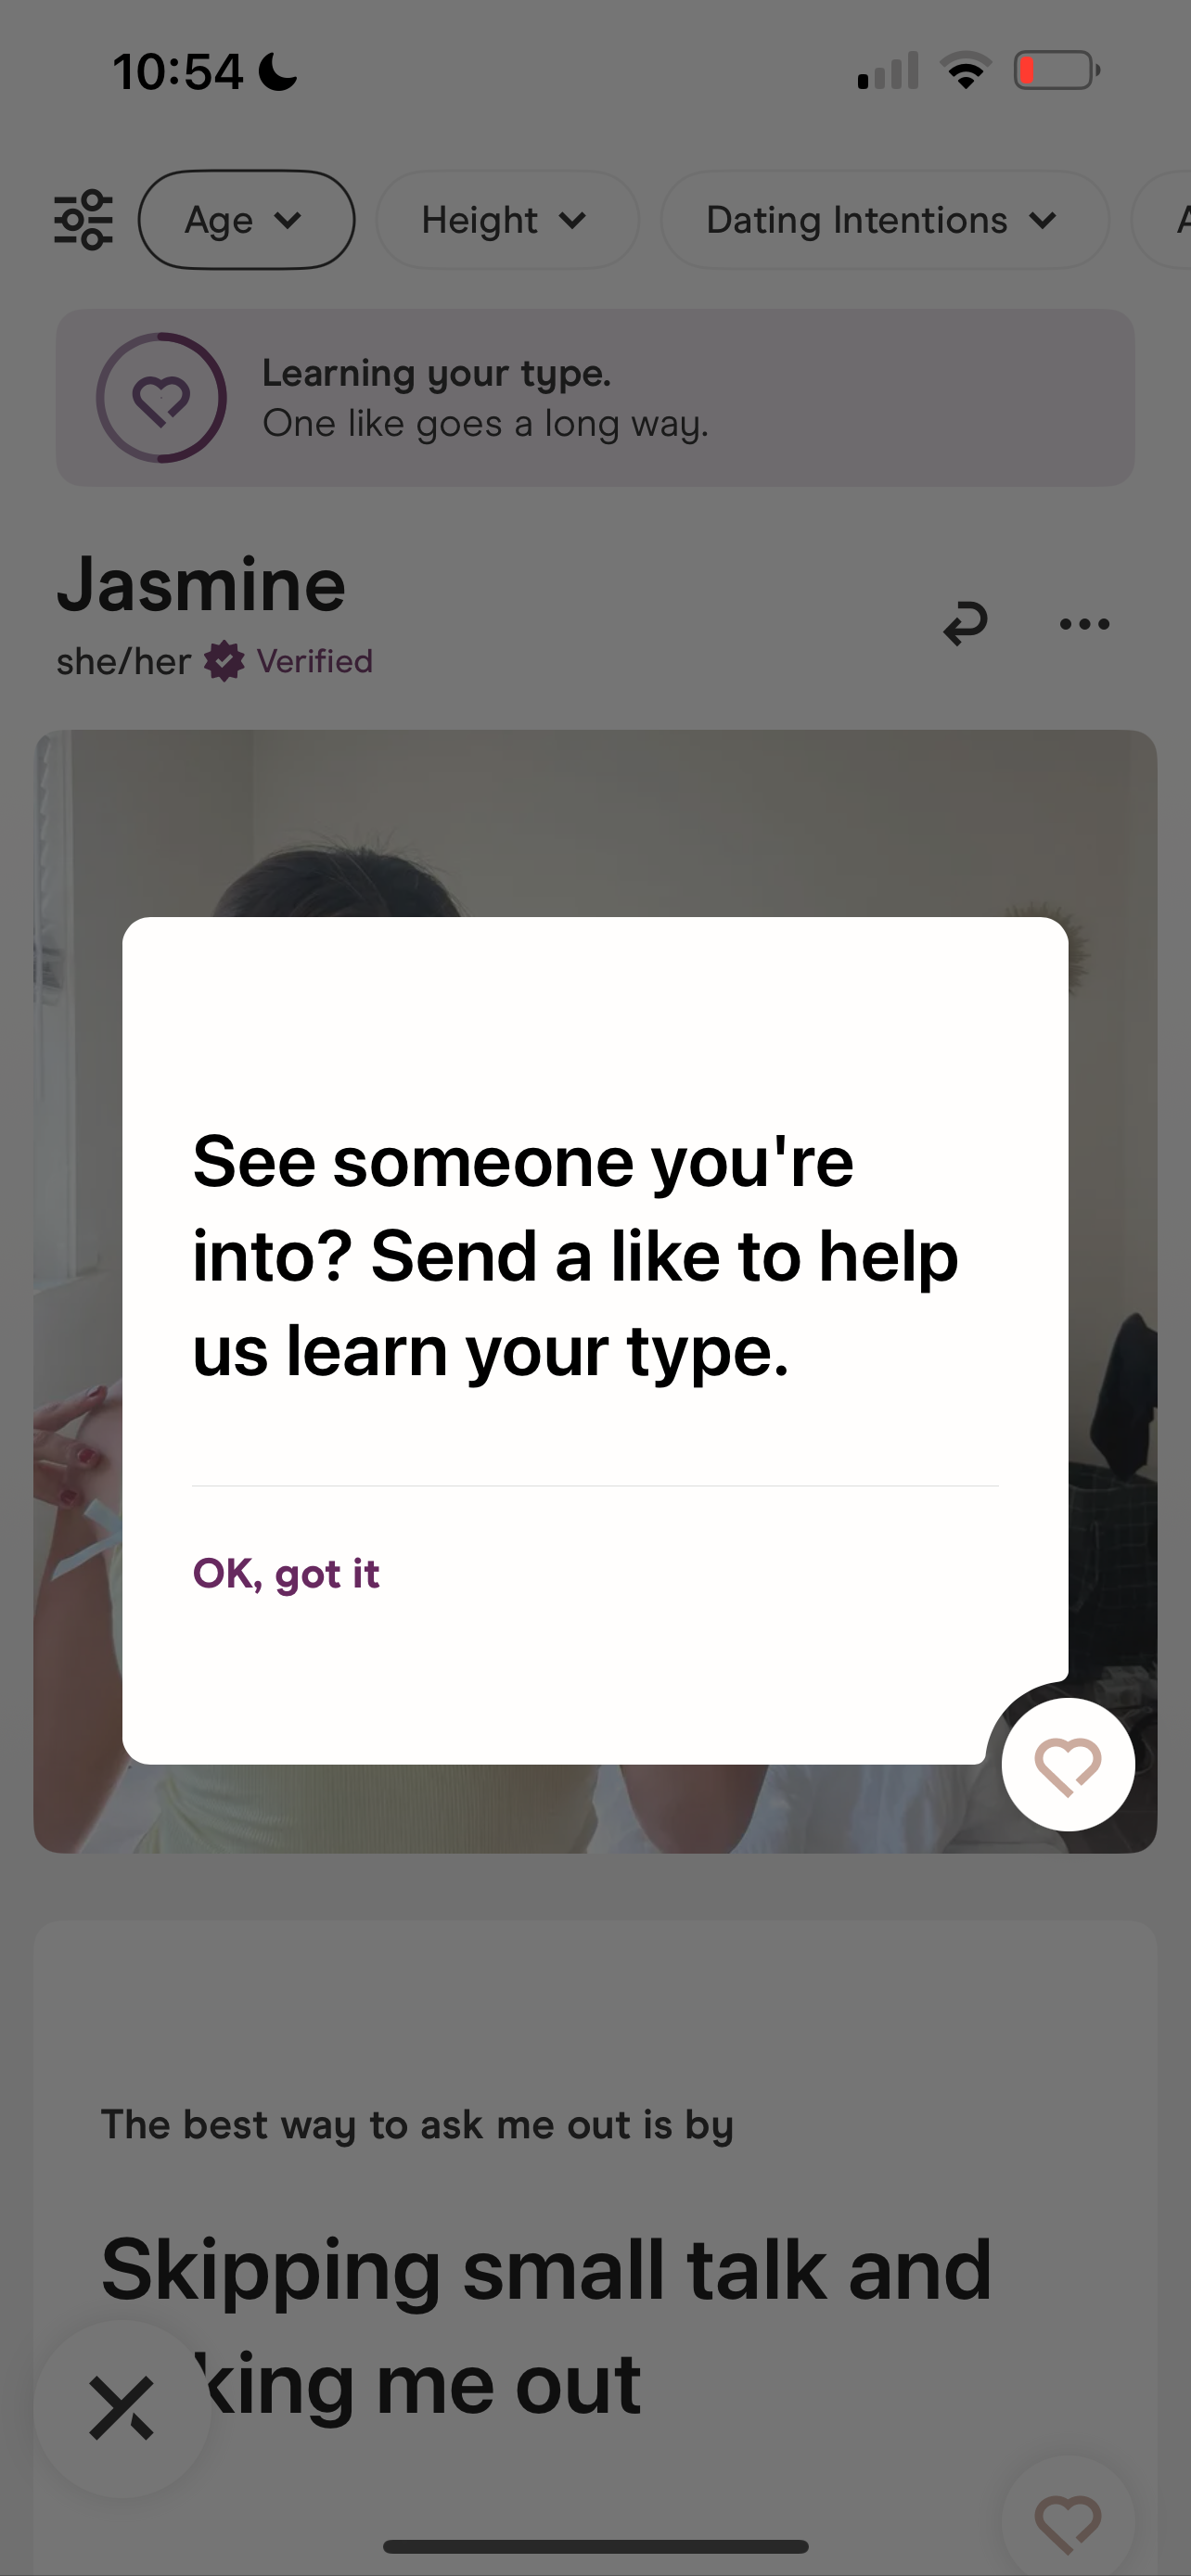 10:54
Age
Height
Dating Intentions
Learning your type.
One like goes a long way.
Jasmine
she/her Verified
See someone you're
into? Send a like to help
us learn your type.
OK, got it
The best way to ask me out is by
Skipping small talk and
me out